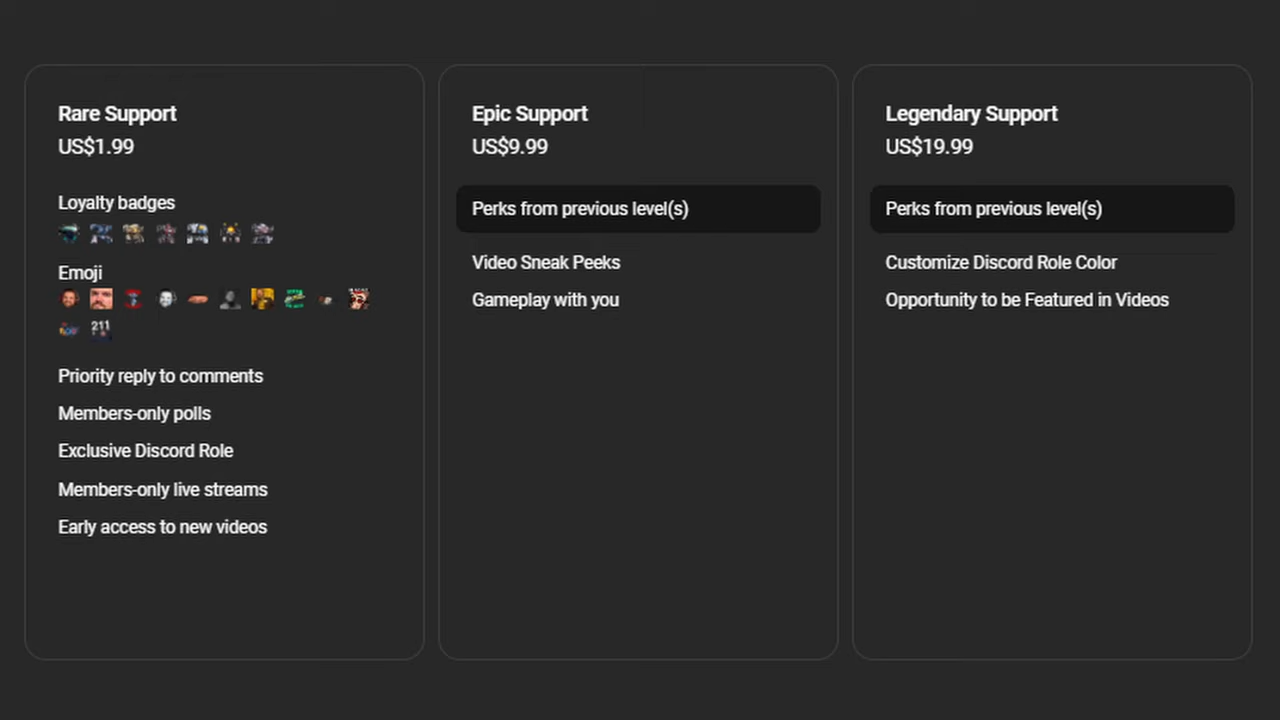 Rare Support
US$1.99
Loyalty badges
Emoji
211
Priority reply to comments
Members-only polls
Exclusive Discord Role
Members-only live streams
Early access to new videos
Epic Support
US$9.99
Perks from previous level(s)
Video Sneak Peeks
Gameplay with you
Legendary Support
US$19.99
Perks from previous level(s)
Customize Discord Role Color
Opportunity to be Featured in Videos